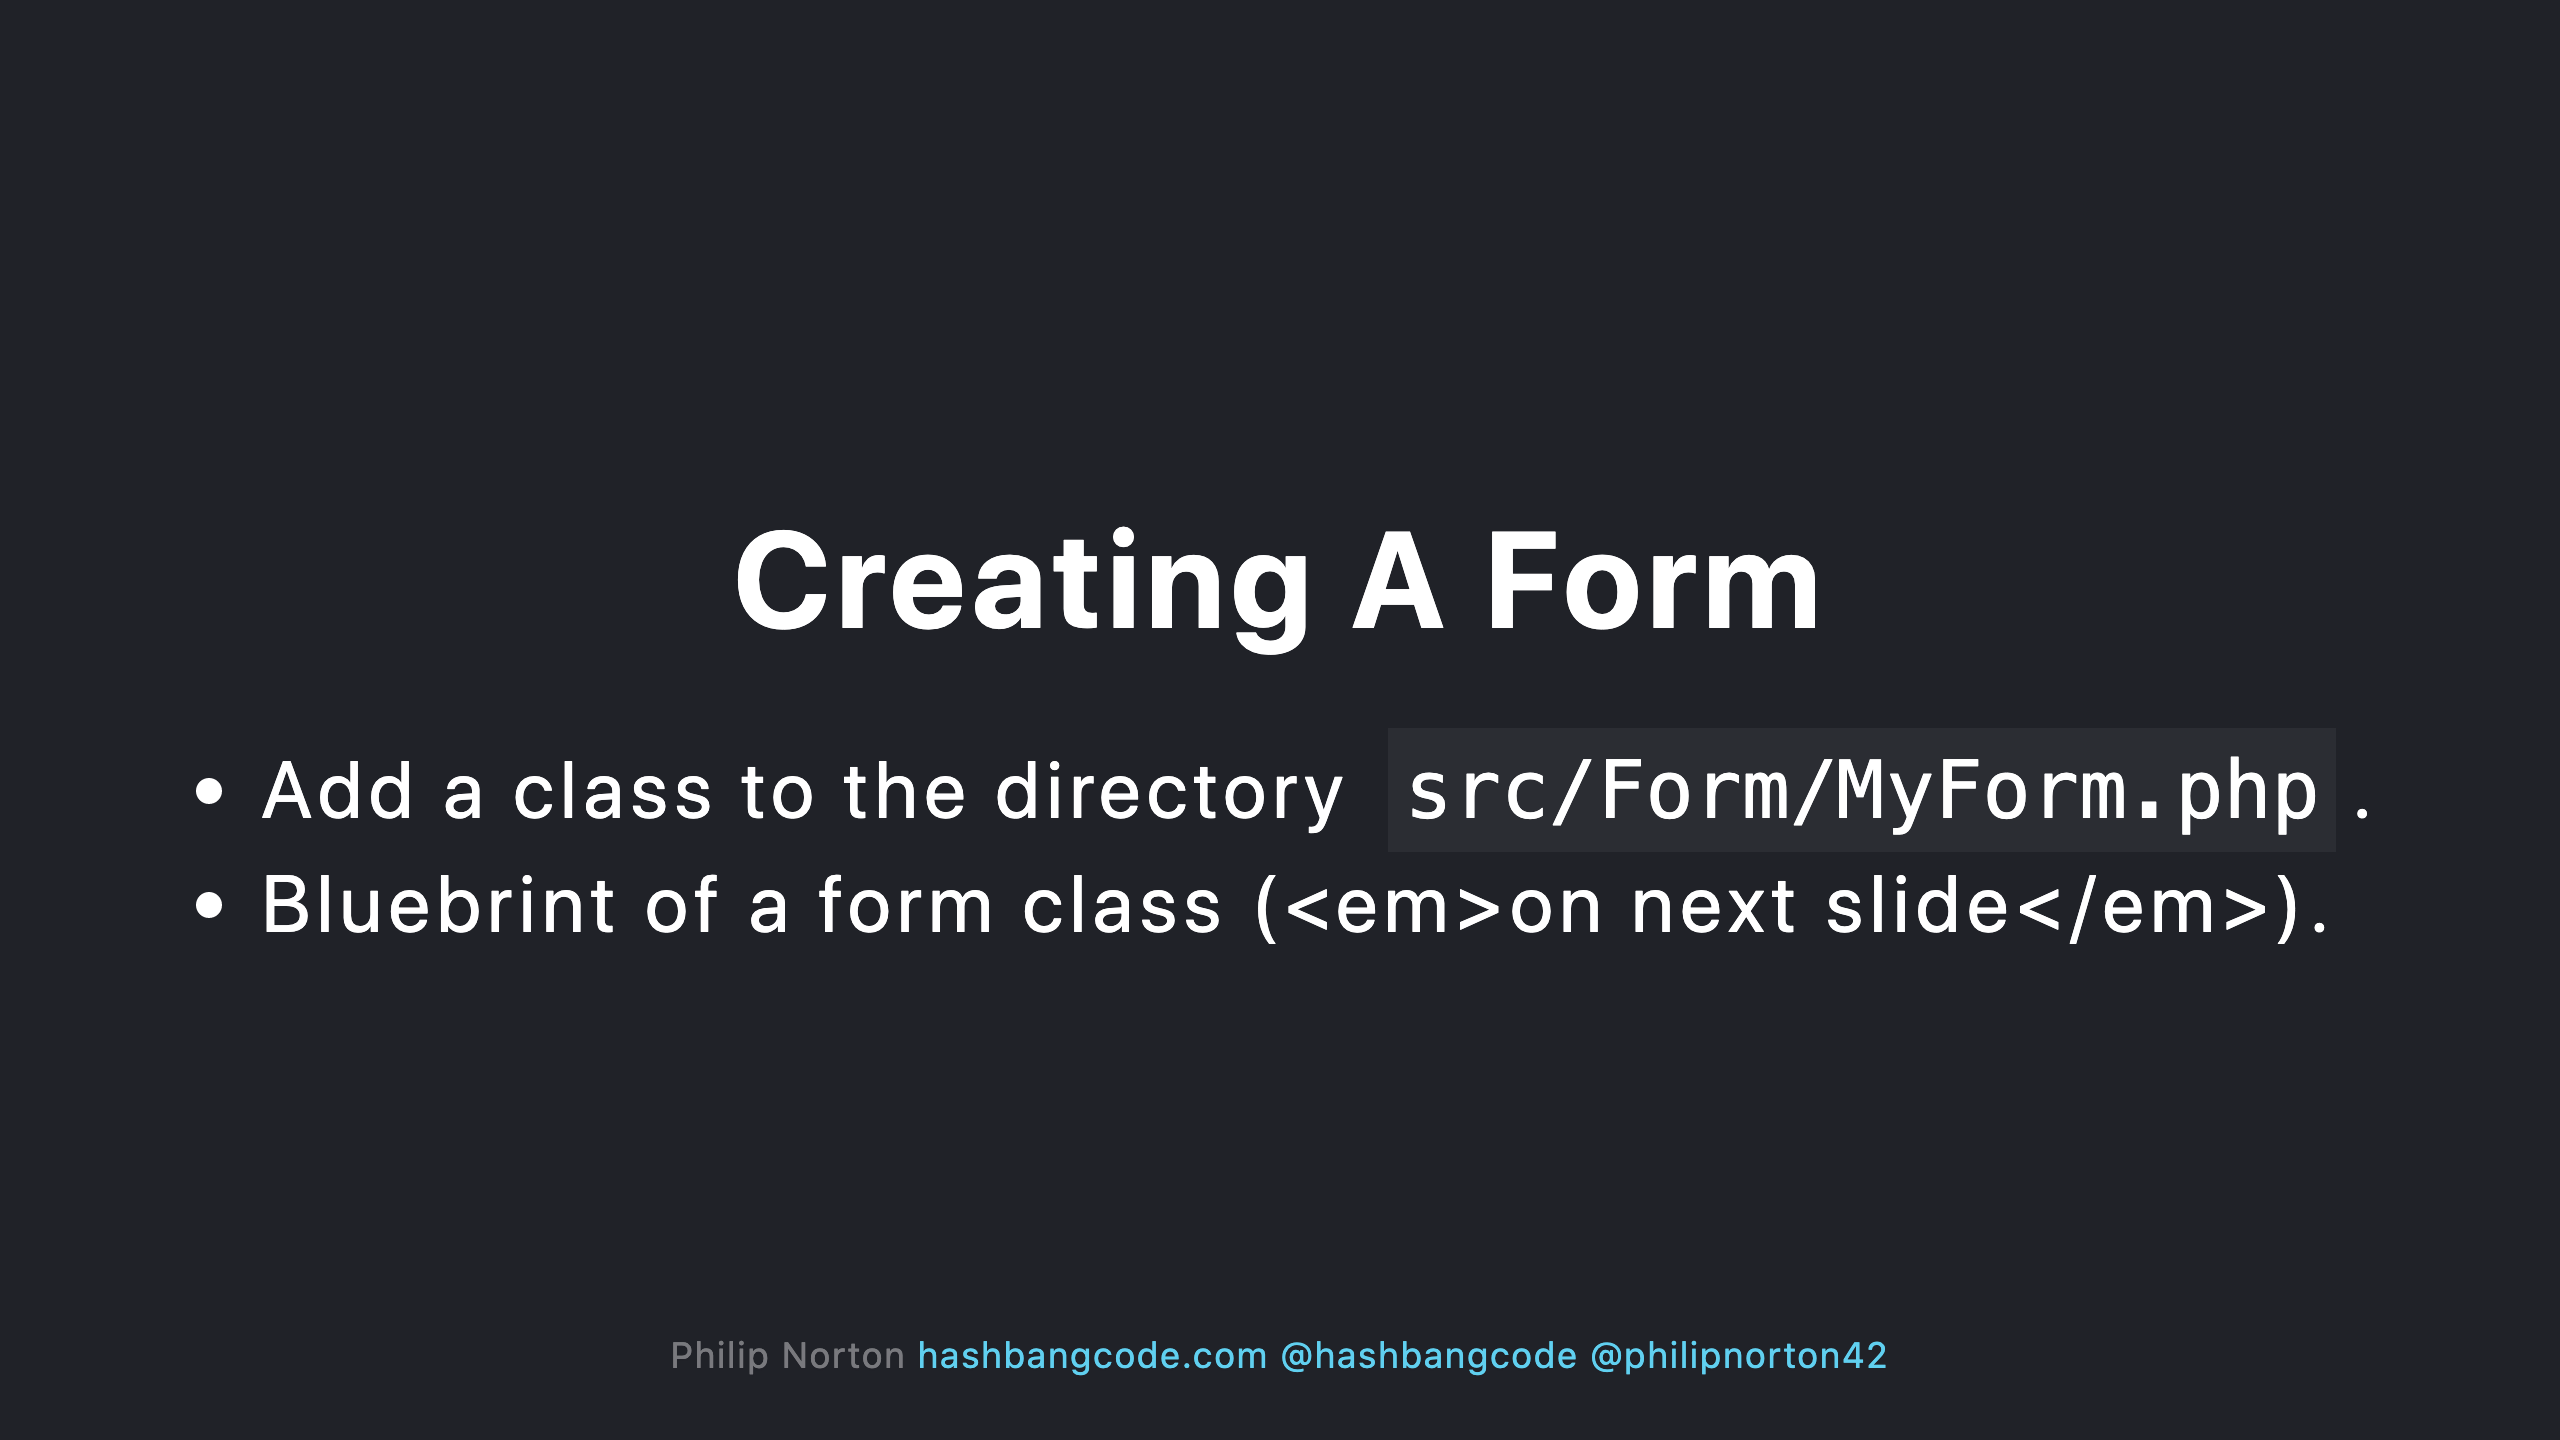 Creating A Form
• Add a class to the directory src/Form/MyForm.php .
• Bluebrint of a form class (<em>on next slide</em>).
Philip Norton hashbangcode.com @hashbangcode @philipnorton42